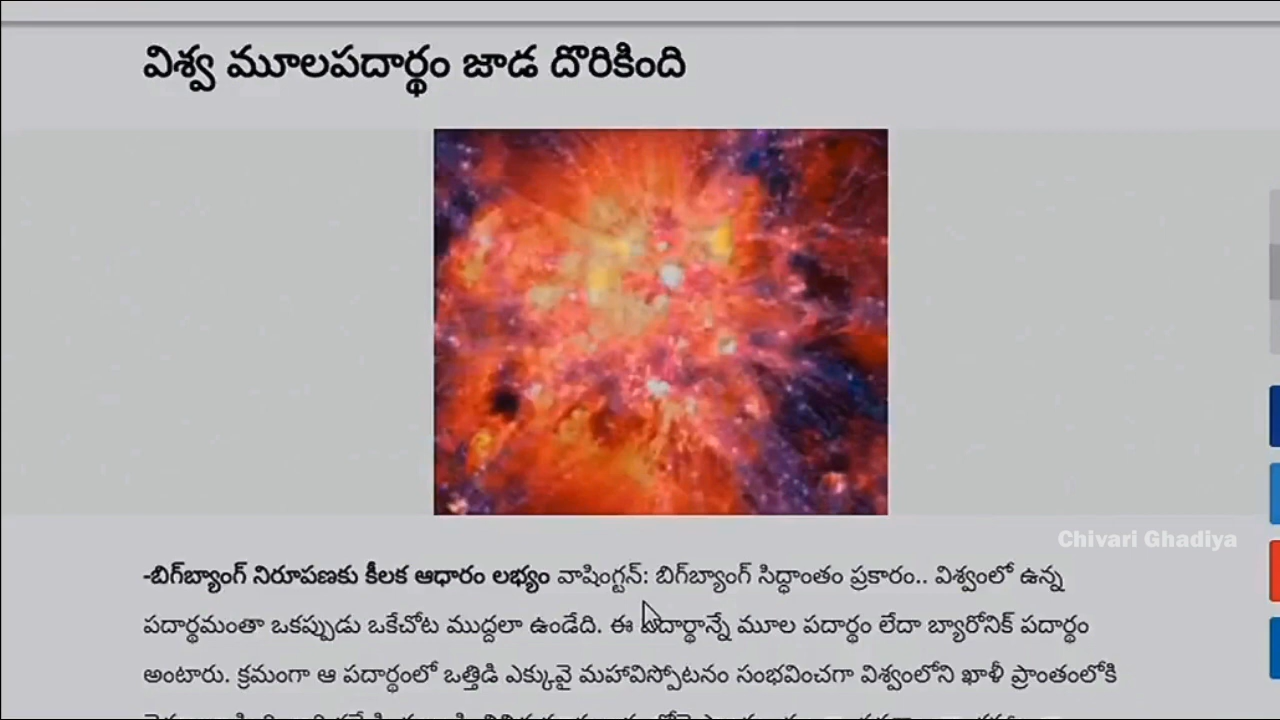 విశ్వ మూలపదార్థం జాడ దొరికింది
Chivari Ghadiya
-బిగ్‌బ్యాంగ్ నిరూపణకు కీలక ఆధారం లభ్యం వాషింగ్టన్: బిగ్‌బ్యాంగ్ సిద్ధాంతం ప్రకారం.. విశ్వంలో ఉన్న
పదార్థమంతా ఒకప్పుడు ఒకేచోట ముద్దలా ఉండేది. ఈ పదార్థాన్నే మూల పదార్థం లేదా బ్యారోనిక్ పదార్థం
అంటారు. క్రమంగా ఆ పదార్థంలో ఒత్తిడి ఎక్కువై మహావిస్పోటనం సంభవించగా విశ్వంలోని ఖాళీ ప్రాంతంలోకి